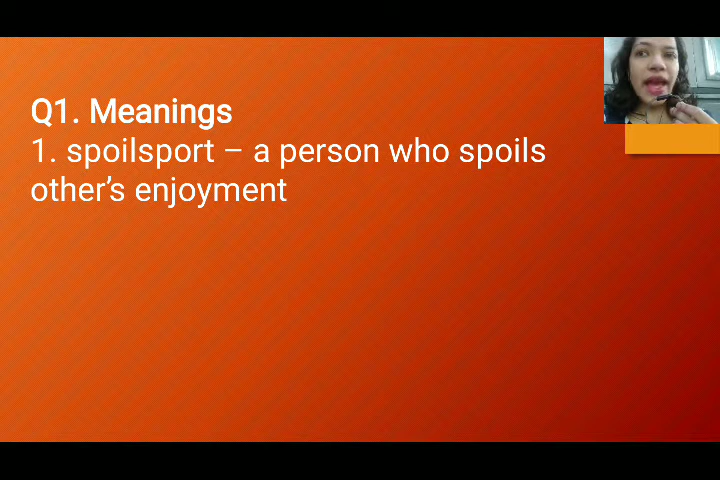 Q1. Meanings
1. spoilsport – a person who spoils
other’s enjoyment